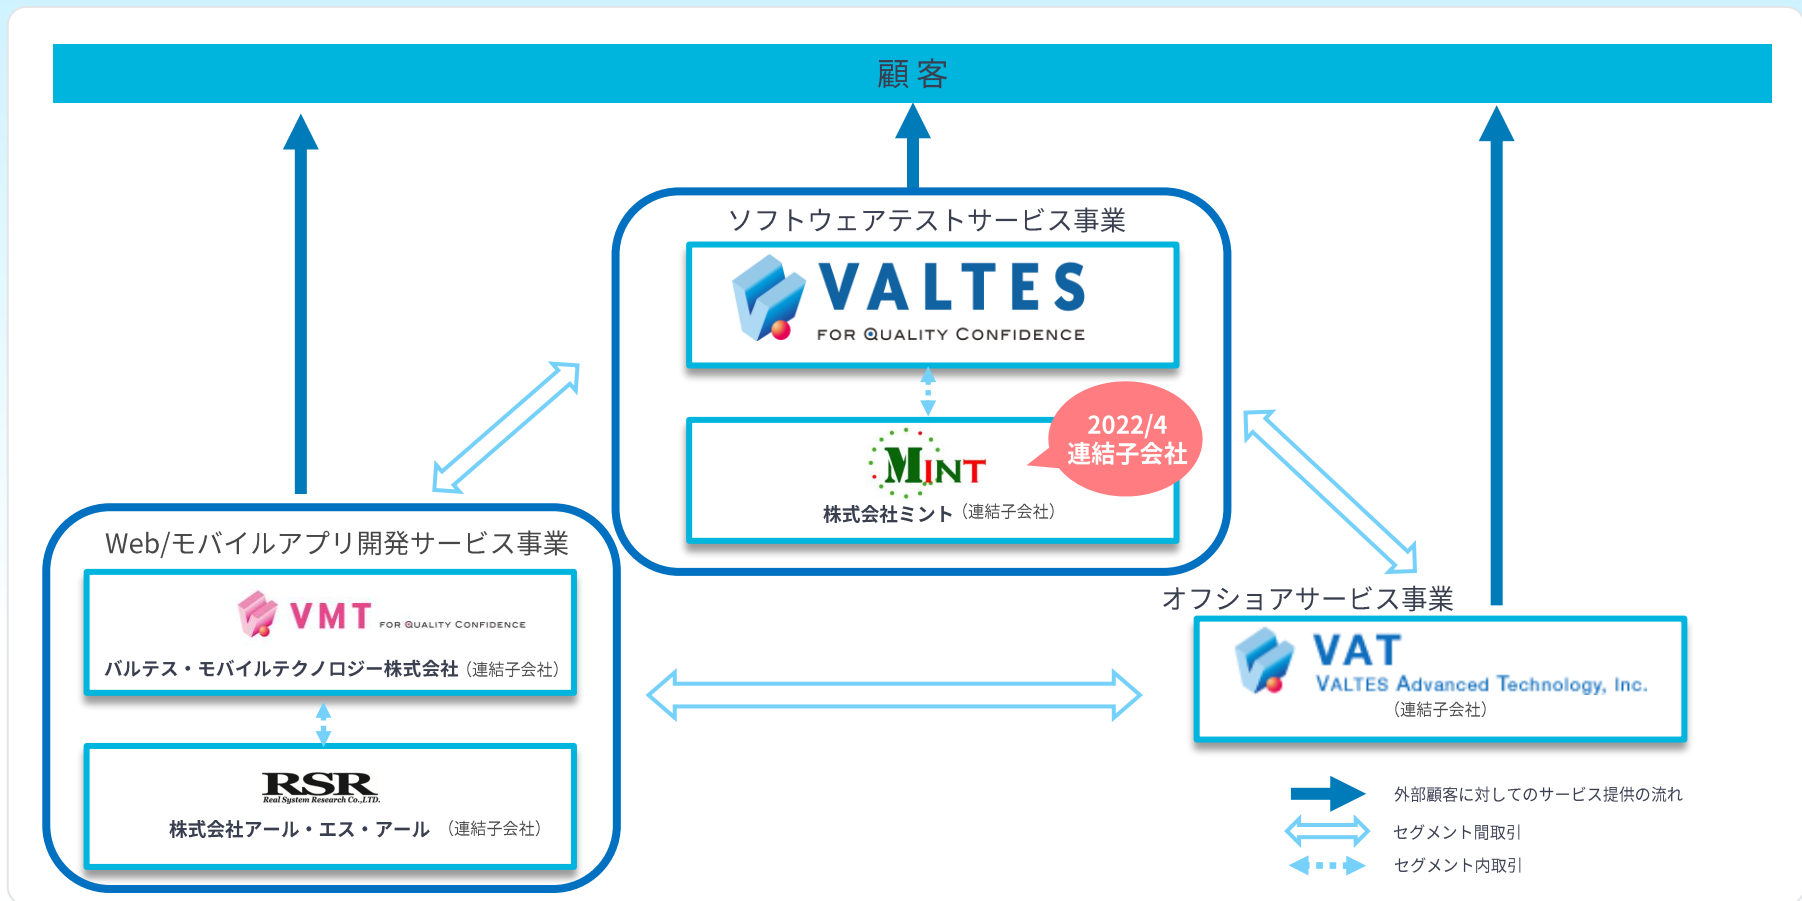 顧客
ソフトウェアテストサービス事業
VALTES
FOR QUALITY CONFIDENCE
2022/4
連結子会社
MINT
株式会社ミント（連結子会社）
Web/モバイルアプリ開発サービス事業
VMT FOR QUALITY CONFIDENCE
バルテス・モバイルテクノロジー株式会社（連結子会社）
RSR
Real System Research Co.,LTD.
株式会社アール・エス・アール （連結子会社）
オフショアサービス事業
VAT
VALTES Advanced Technology, Inc.
（連結子会社）
外部顧客に対してのサービス提供の流れ
セグメント間取引
セグメント内取引